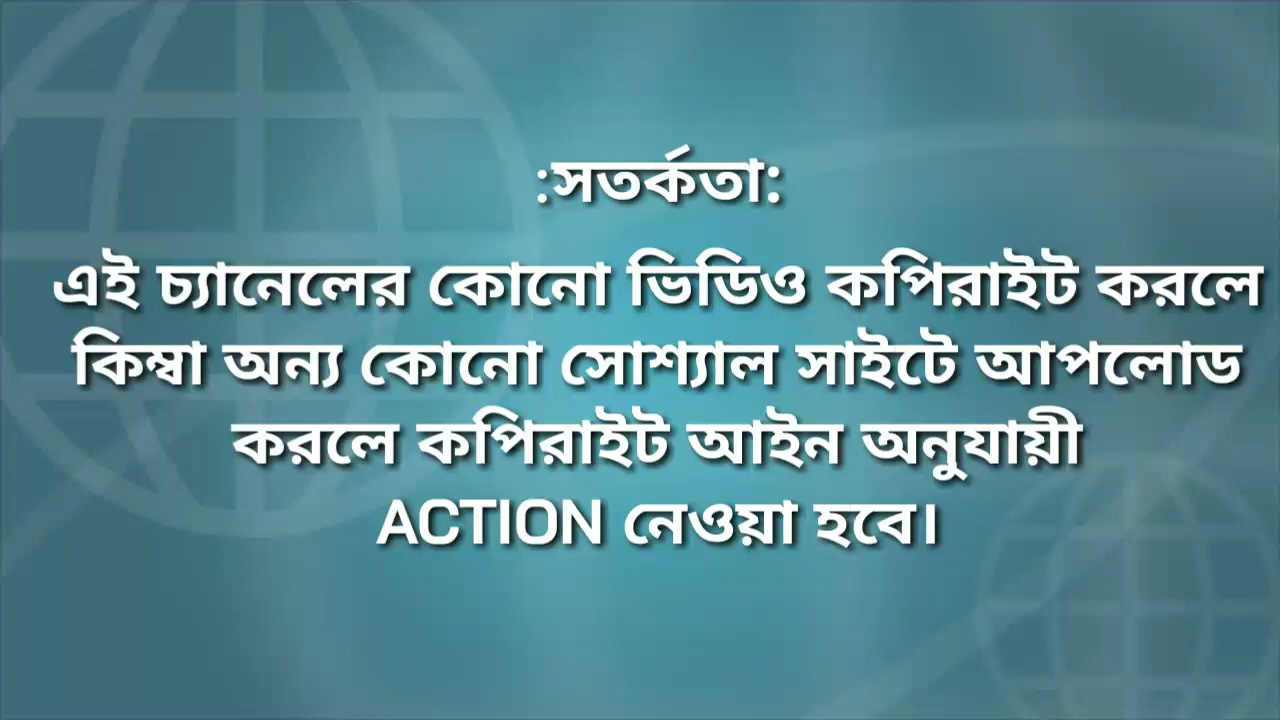 :সতর্কতা:
এই চ্যানেলের কোনো ভিডিও কপিরাইট করলে
কিম্বা অন্য কোনো সোশ্যাল সাইটে আপলোড
করলে কপিরাইট আইন অনুযায়ী
ACTION নেওয়া হবে।